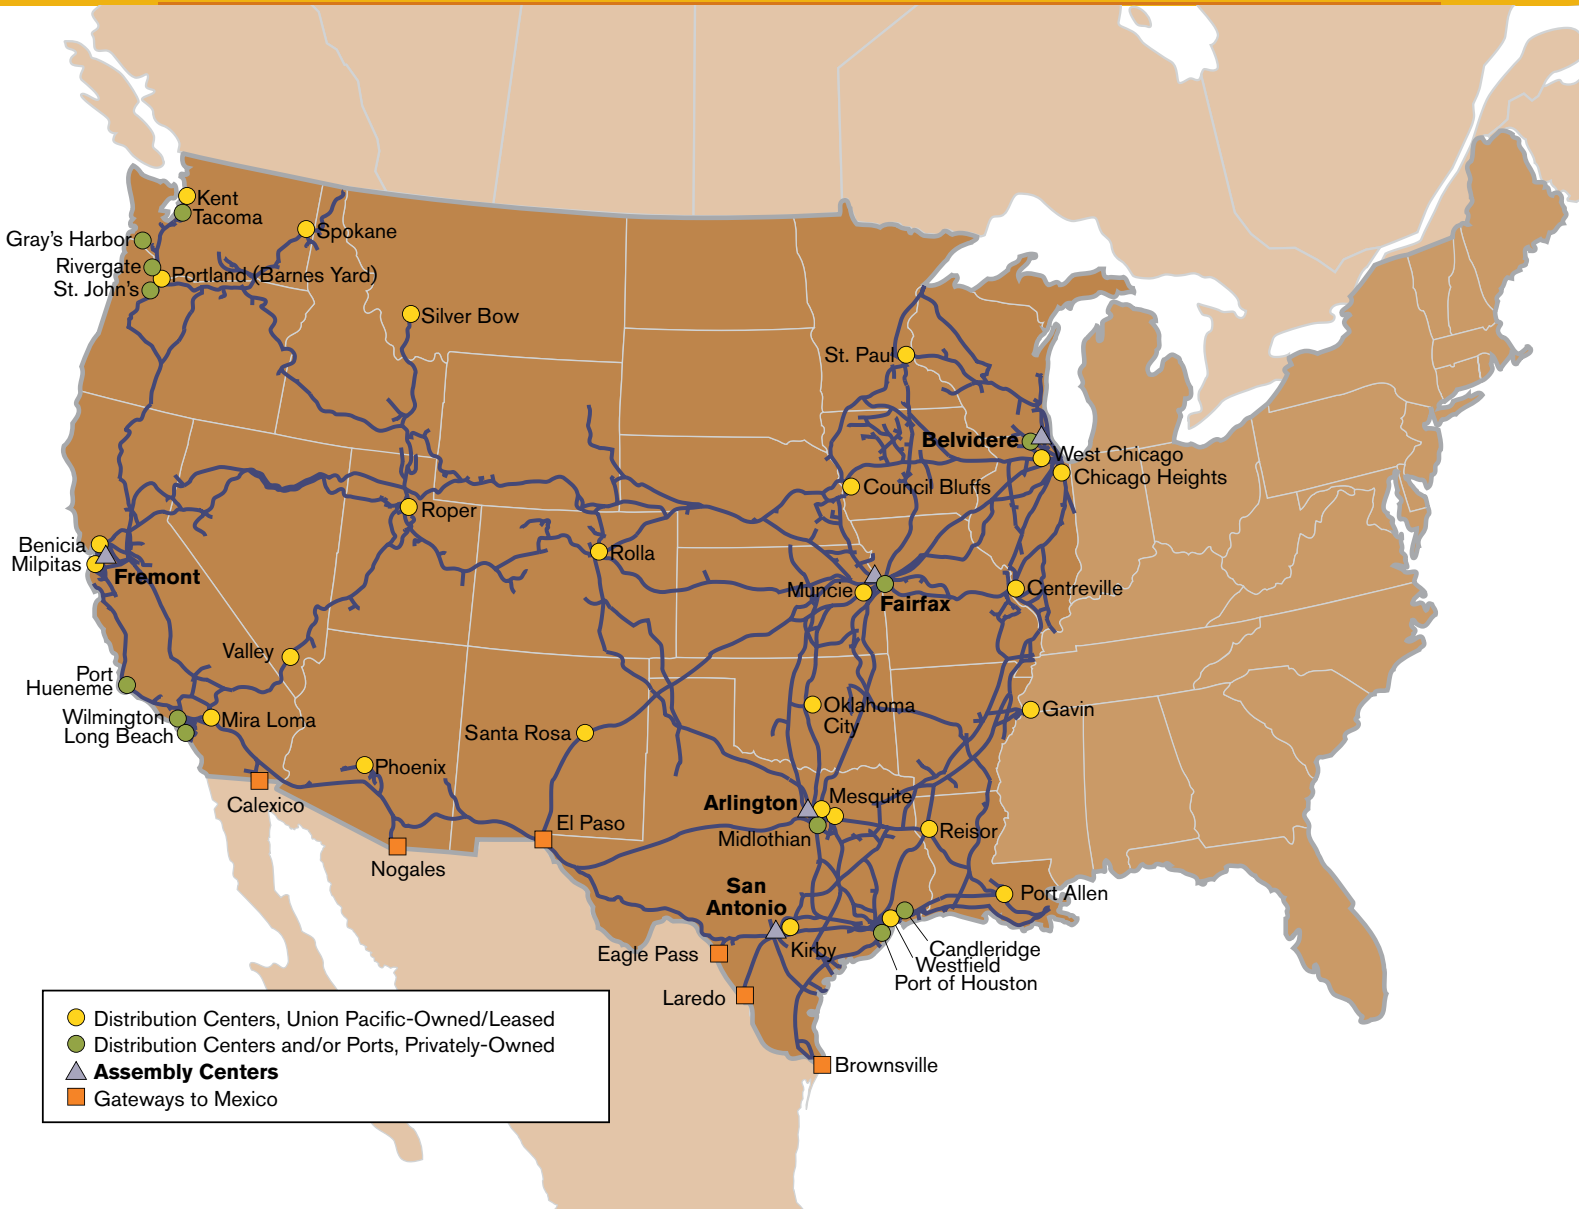 Kent
Tacoma
Gray's Harbor
Spokane
Rivergate
Portland (Barnes Yard)
St. John's
Silver Bow
St. Paul
Belvidere
West Chicago
Chicago Heights
Council Bluffs
Roper
Benicia
Milpitas
Fremont
Rolla
Muncie
Fairfax
Centreville
Valley
Port
Hueneme
Wilmington
Long Beach
Mira Loma
Santa Rosa
Oklahoma
City
Gavin
Phoenix
Calexico
Arlington
Mesquite
El Paso
Midlothian
Reisor
Nogales
San
Antonio
Port Allen
Kirby
Candleridge
Eagle Pass
Westfield
Port of Houston
Laredo
Brownsville
Distribution Centers, Union Pacific-Owned/Leased
Distribution Centers and/or Ports, Privately-Owned
Assembly Centers
Gateways to Mexico